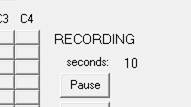 C3 C4
RECORDING
seconds: 10
Pause